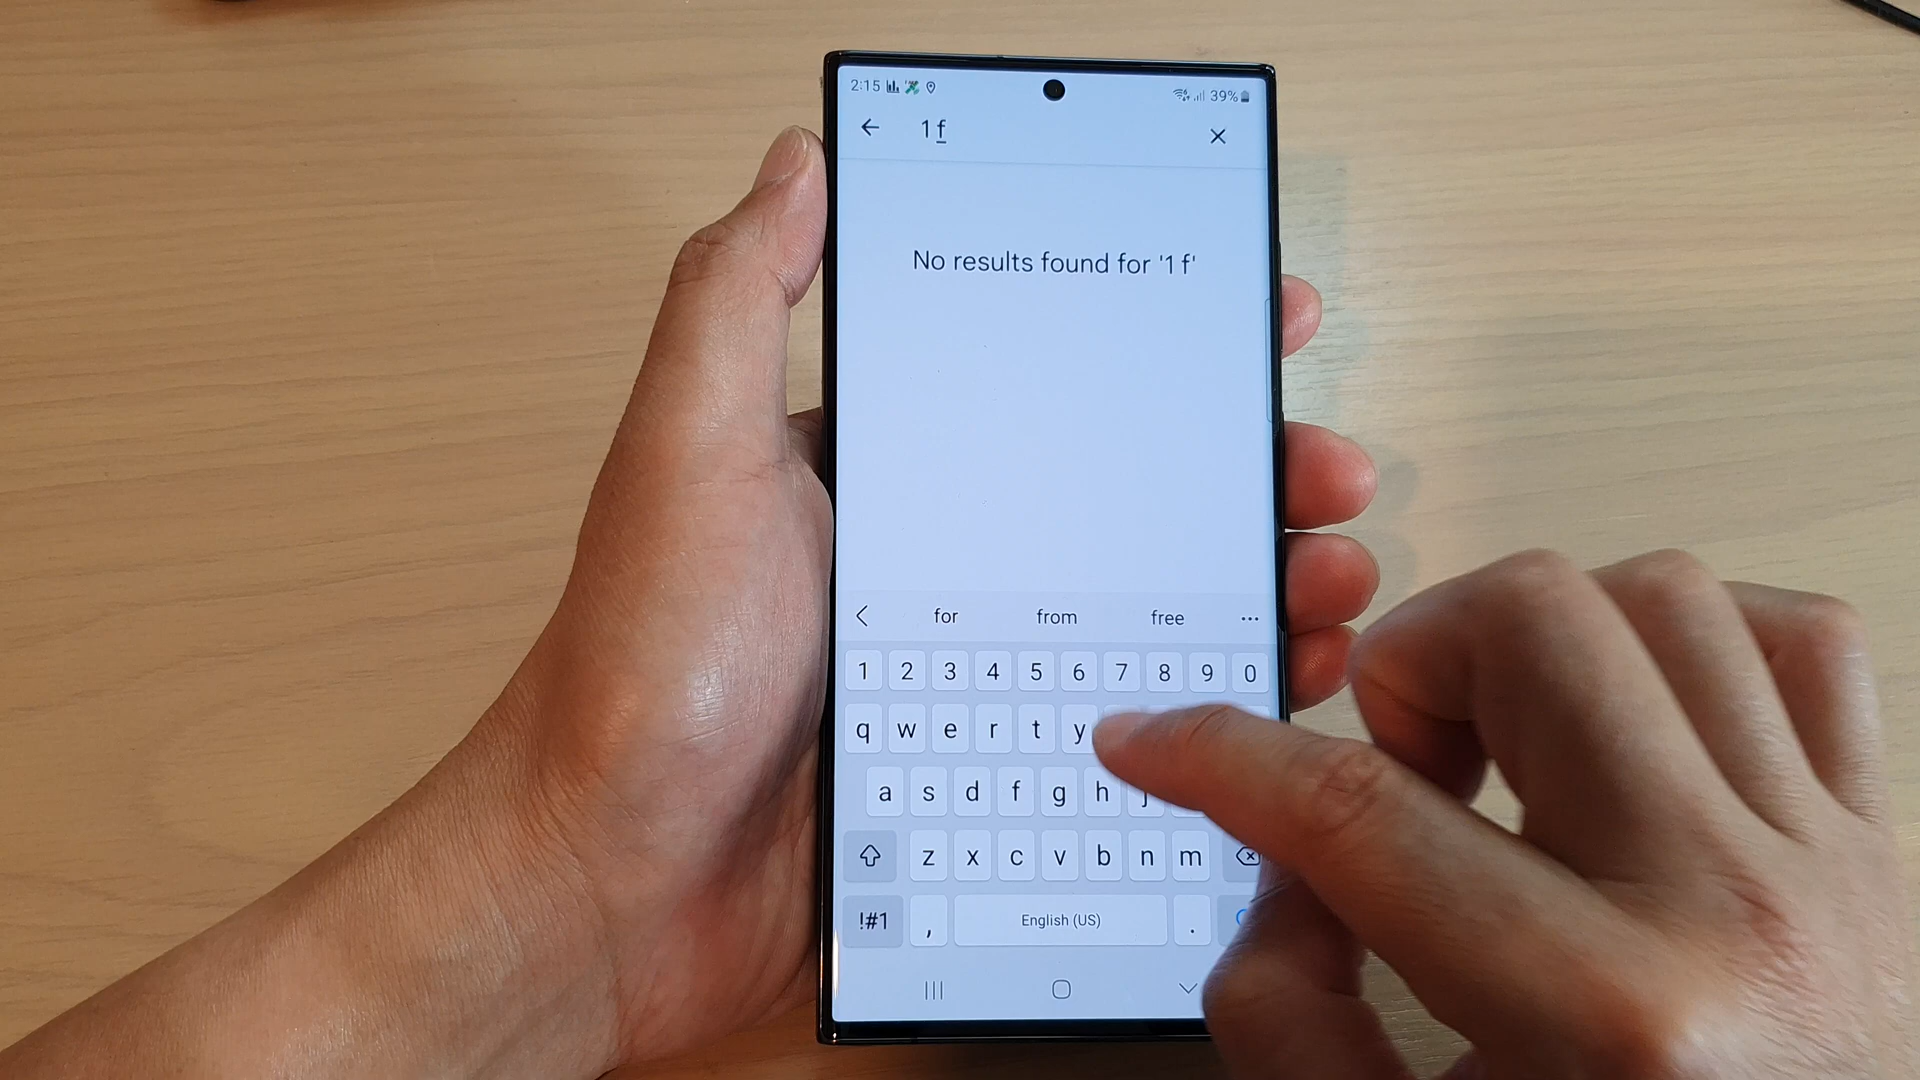 2:15 39%
1 f
No results found for '1 f'
for from free ...
1 2 3 4 5 6 7 8 9 0
q w e r t y
a s d f g h j
z x c v b n m
!#1 , English (US) .